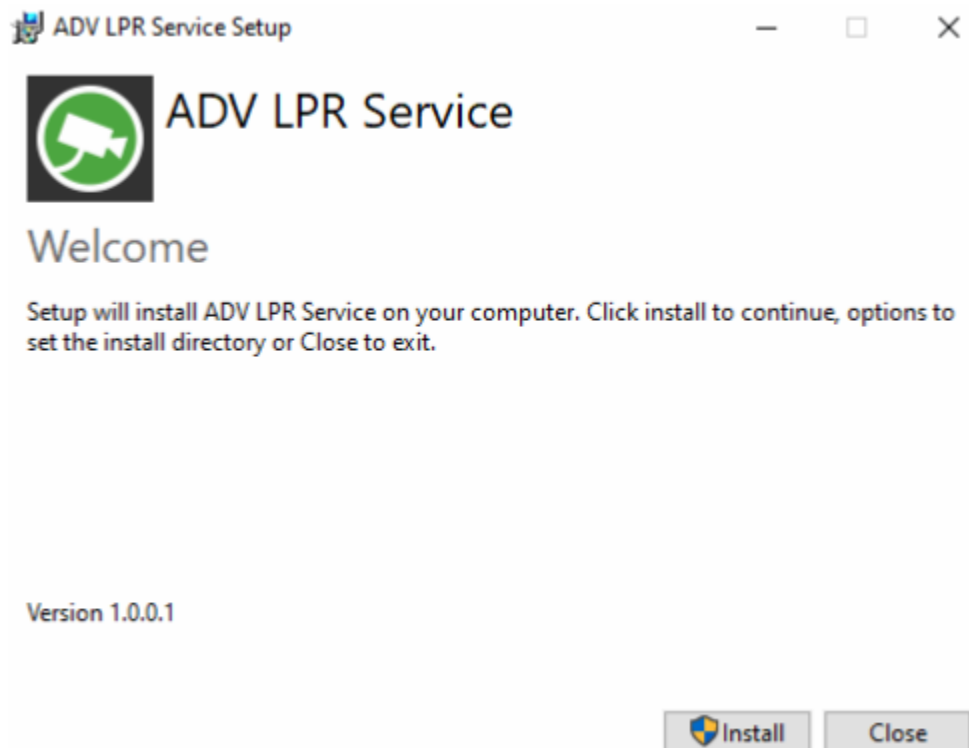 ADV LPR Service Setup
ADV LPR Service
Welcome
Setup will install ADV LPR Service on your computer. Click install to continue, options to
set the install directory or Close to exit.
Version 1.0.0.1
Install
Close